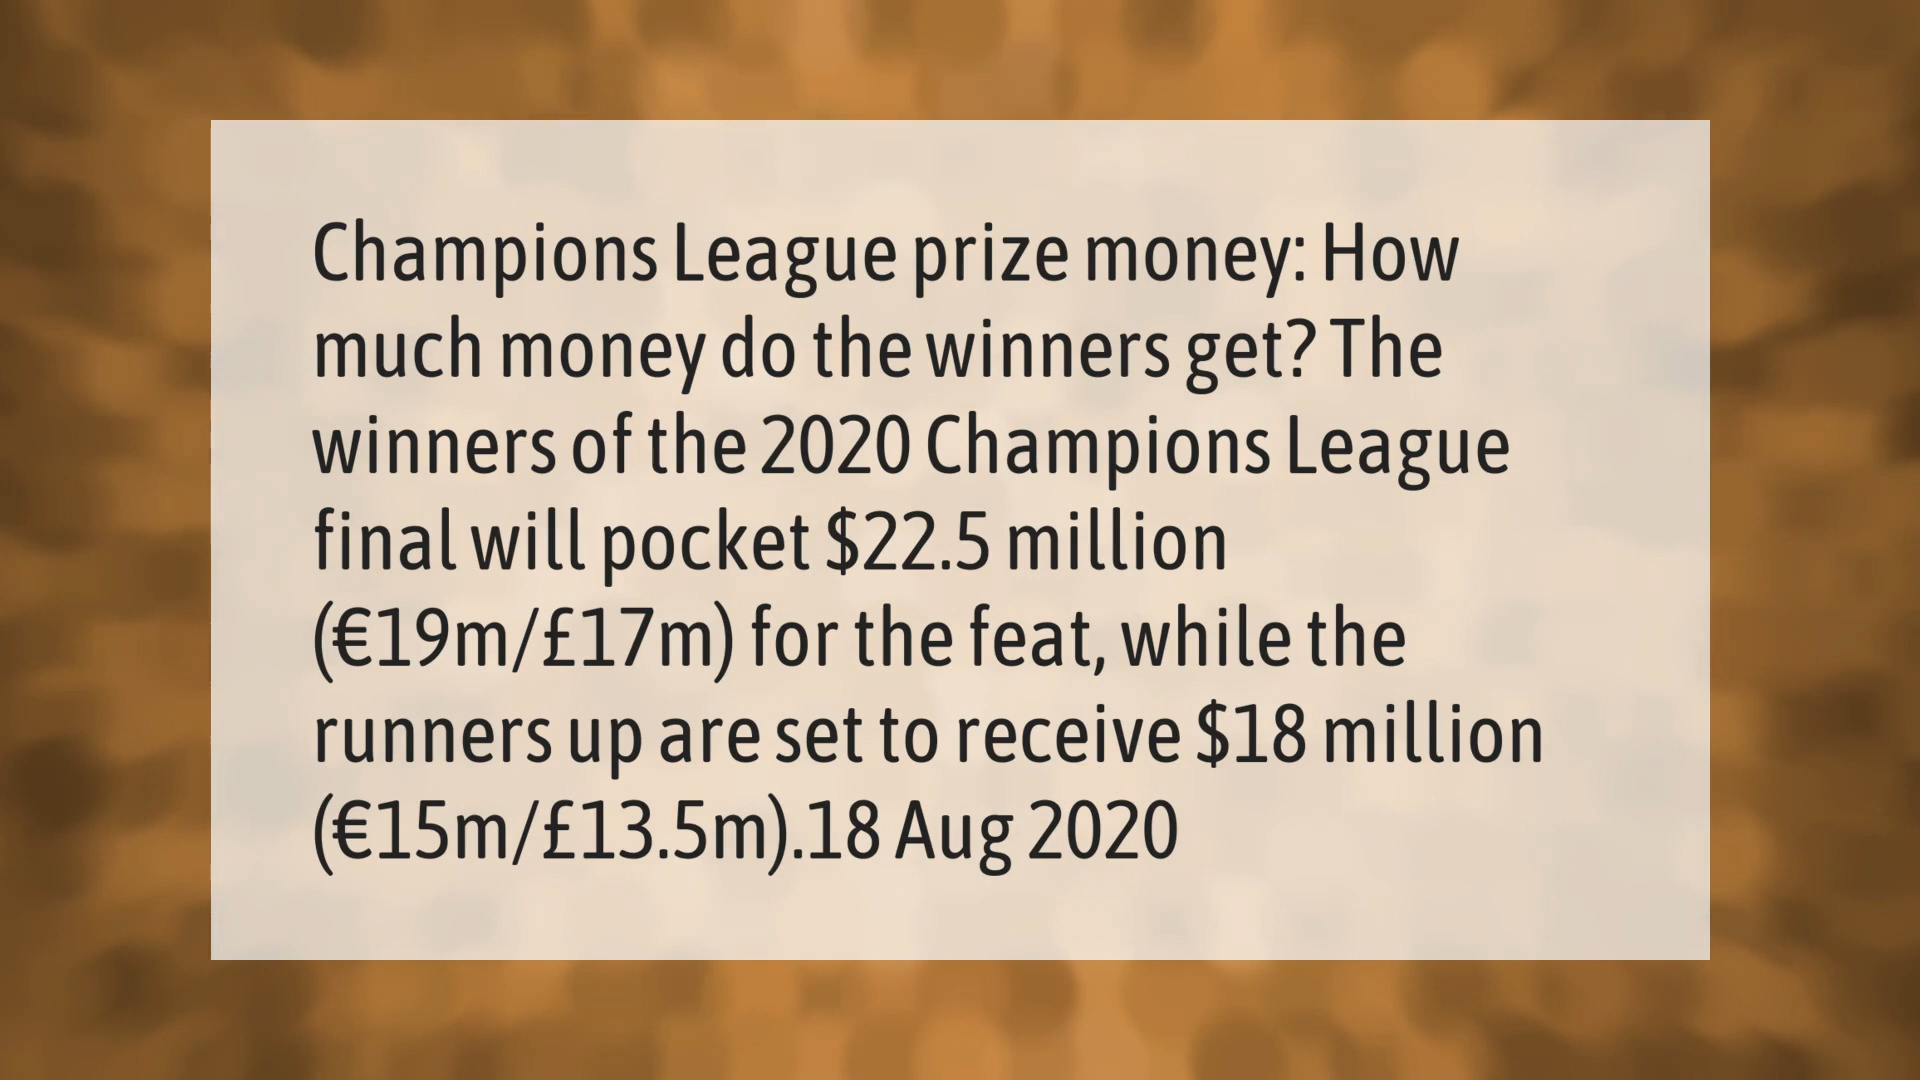 Champions League prize money: How
much money do the winners get? The
winners of the 2020 Champions League
final will pocket $22.5 million
(€19m/£17m) for the feat, while the
runners up are set to receive $18 million
(€15m/£13.5m).18 Aug 2020